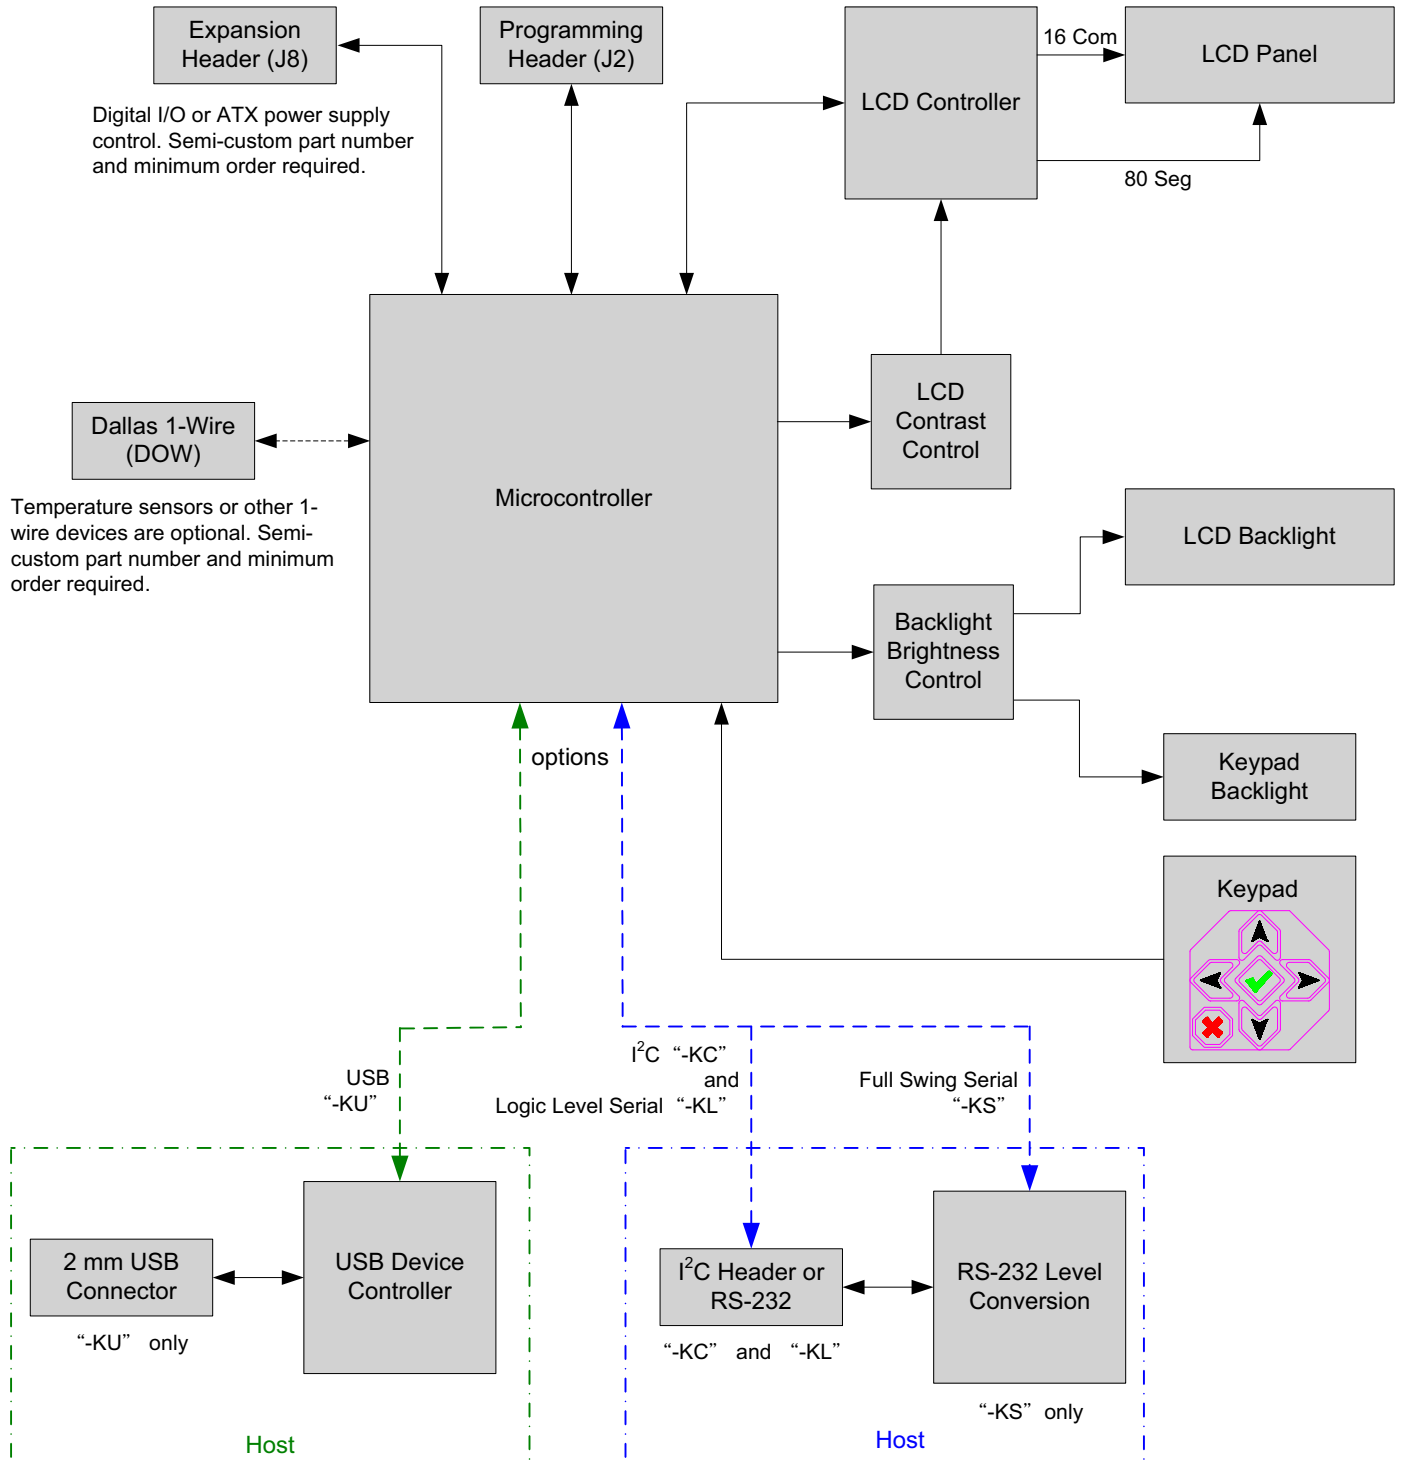 Expansion
Header (J8)
Programming
Header (J2)
LCD Controller
16 Com
LCD Panel
80 Seg
Digital I/O or ATX power supply
control. Semi-custom part number
and minimum order required.
Dallas 1-Wire
(DOW)
Temperature sensors or other 1-
wire devices are optional. Semi-
custom part number and minimum
order required.
Microcontroller
LCD
Contrast
Control
LCD Backlight
Backlight
Brightness
Control
Keypad
Backlight
options
Keypad
USB
“-KU”
I²C “-KC”
and
Logic Level Serial “-KL”
Full Swing Serial
“-KS”
2 mm USB
Connector
“-KU” only
USB Device
Controller
Host
I²C Header or
RS-232
“-KC” and “-KL”
RS-232 Level
Conversion
“-KS” only
Host